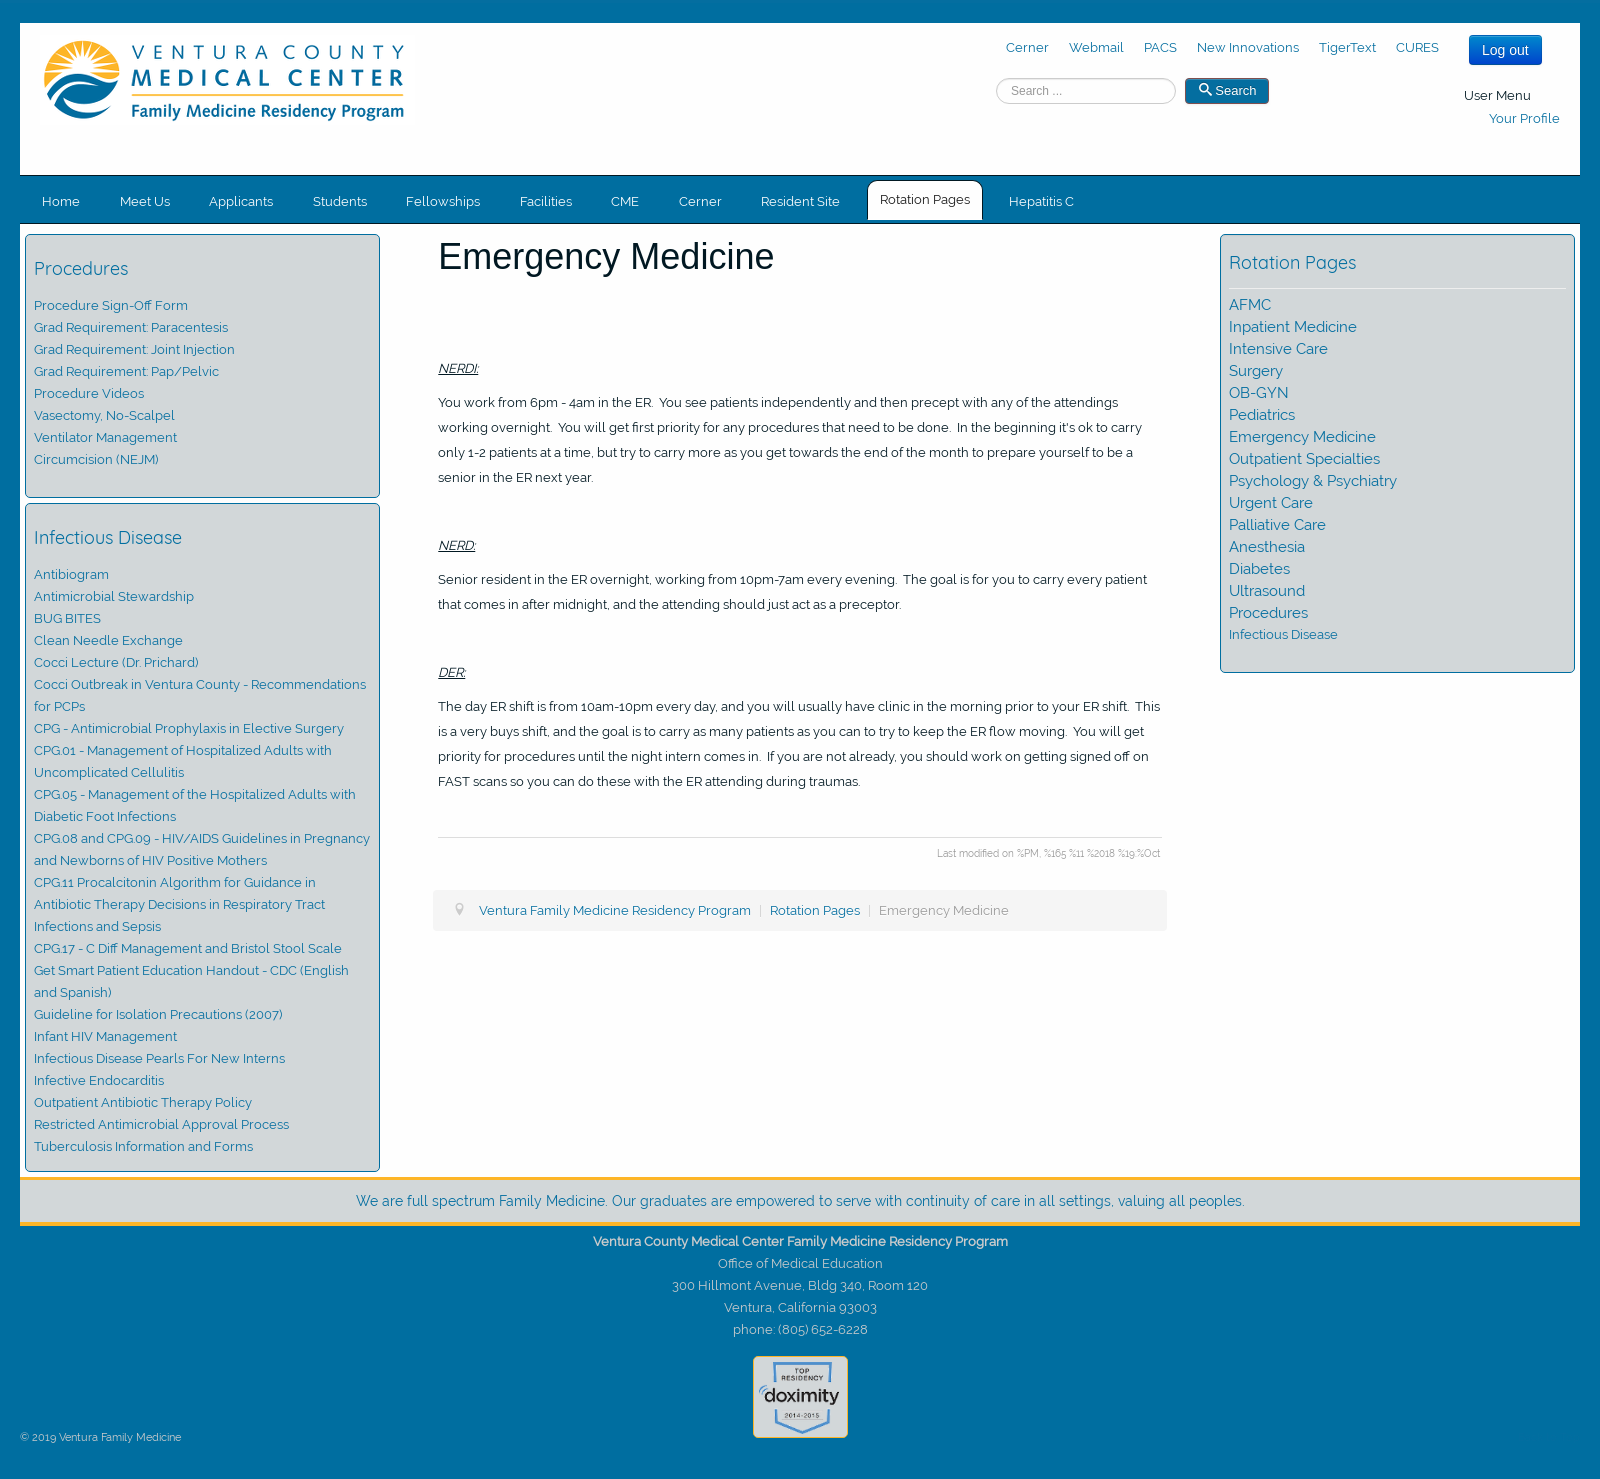 VENTURA COUNTY
MEDICAL CENTER
Family Medicine Residency Program
Cerner Webmail PACS New Innovations TigerText CURES
Log out
Search ...
Search
User Menu
Your Profile
Home Meet Us Applicants Students Fellowships Facilities CME Cerner Resident Site Rotation Pages Hepatitis C
Procedures
Procedure Sign-Off Form
Grad Requirement: Paracentesis
Grad Requirement: Joint Injection
Grad Requirement: Pap/Pelvic
Procedure Videos
Vasectomy, No-Scalpel
Ventilator Management
Circumcision (NEJM)
Infectious Disease
Antibiogram
Antimicrobial Stewardship
BUG BITES
Clean Needle Exchange
Cocci Lecture (Dr. Prichard)
Cocci Outbreak in Ventura County - Recommendations
for PCPs
CPG - Antimicrobial Prophylaxis in Elective Surgery
CPG.01 - Management of Hospitalized Adults with
Uncomplicated Cellulitis
CPG.05 - Management of the Hospitalized Adults with
Diabetic Foot Infections
CPG.08 and CPG.09 - HIV/AIDS Guidelines in Pregnancy
and Newborns of HIV Positive Mothers
CPG.11 Procalcitonin Algorithm for Guidance in
Antibiotic Therapy Decisions in Respiratory Tract
Infections and Sepsis
CPG.17 - C Diff Management and Bristol Stool Scale
Get Smart Patient Education Handout - CDC (English
and Spanish)
Guideline for Isolation Precautions (2007)
Infant HIV Management
Infectious Disease Pearls For New Interns
Infective Endocarditis
Outpatient Antibiotic Therapy Policy
Restricted Antimicrobial Approval Process
Tuberculosis Information and Forms
Emergency Medicine
NERDI:
You work from 6pm - 4am in the ER.  You see patients independently and then precept with any of the attendings
working overnight.  You will get first priority for any procedures that need to be done.  In the beginning it's ok to carry
only 1-2 patients at a time, but try to carry more as you get towards the end of the month to prepare yourself to be a
senior in the ER next year.
NERD:
Senior resident in the ER overnight, working from 10pm-7am every evening.  The goal is for you to carry every patient
that comes in after midnight, and the attending should just act as a preceptor.
DER:
The day ER shift is from 10am-10pm every day, and you will usually have clinic in the morning prior to your ER shift.  This
is a very buys shift, and the goal is to carry as many patients as you can to try to keep the ER flow moving.  You will get
priority for procedures until the night intern comes in.  If you are not already, you should work on getting signed off on
FAST scans so you can do these with the ER attending during traumas.
Last modified on %PM, %165 %11 %2018 %19:%Oct
Ventura Family Medicine Residency Program | Rotation Pages | Emergency Medicine
Rotation Pages
AFMC
Inpatient Medicine
Intensive Care
Surgery
OB-GYN
Pediatrics
Emergency Medicine
Outpatient Specialties
Psychology & Psychiatry
Urgent Care
Palliative Care
Anesthesia
Diabetes
Ultrasound
Procedures
Infectious Disease
We are full spectrum Family Medicine. Our graduates are empowered to serve with continuity of care in all settings, valuing all peoples.
Ventura County Medical Center Family Medicine Residency Program
Office of Medical Education
300 Hillmont Avenue, Bldg 340, Room 120
Ventura, California 93003
phone: (805) 652-6228
TOP
RESIDENCY
doximity
2014-2015
© 2019 Ventura Family Medicine